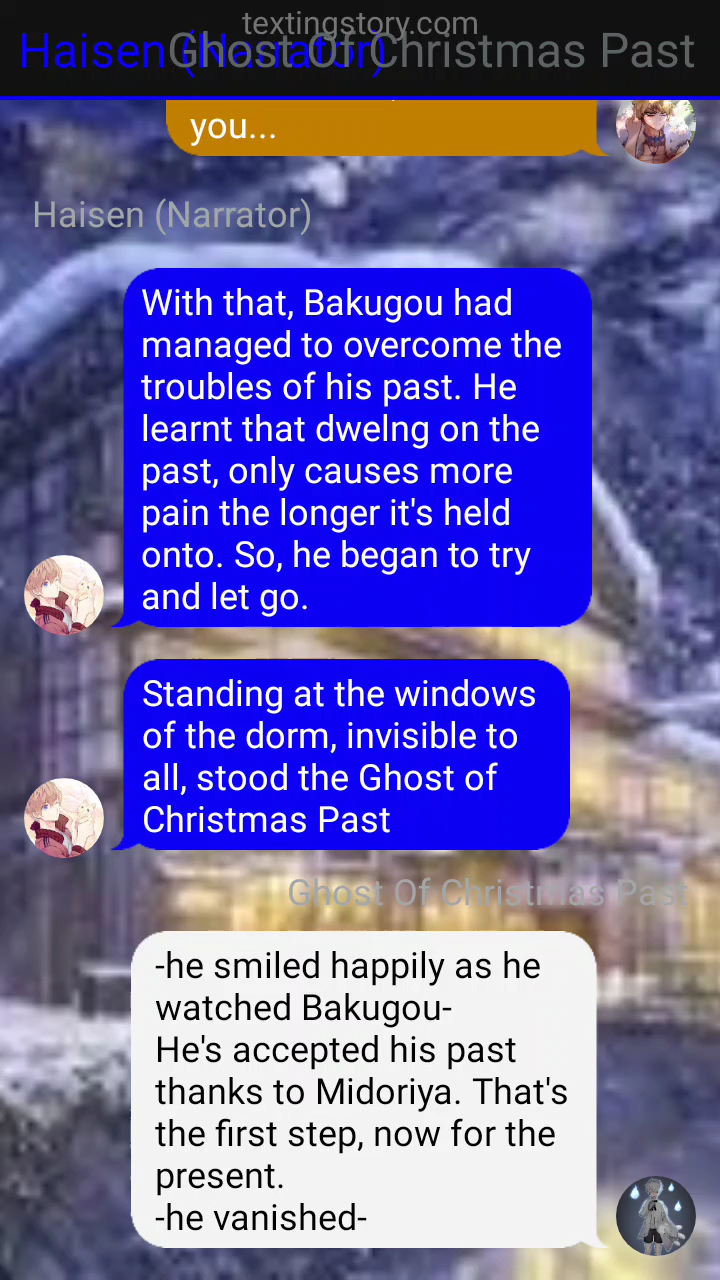 textingstory.com
Haisen (Narrator)
Ghost Of Christmas Past
you...
Haisen (Narrator)
With that, Bakugou had
managed to overcome the
troubles of his past. He
learnt that dwelng on the
past, only causes more
pain the longer it's held
onto. So, he began to try
and let go.
Standing at the windows
of the dorm, invisible to
all, stood the Ghost of
Christmas Past
Ghost Of Christmas Past
-he smiled happily as he
watched Bakugou-
He's accepted his past
thanks to Midoriya. That's
the first step, now for the
present.
-he vanished-